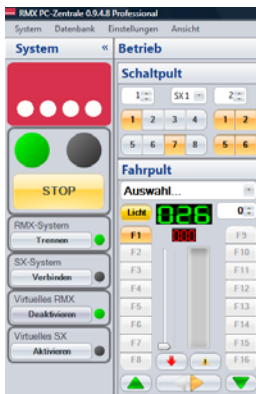 RMX PC-Zentrale 0.9.4.8 Professional
System Datenbank Einstellungen Ansicht
System «
STOP
RMX-System
Trennen
SX-System
Verbinden
Virtuelles RMX
Deaktivieren
Virtuelles SX
Aktivieren
Betrieb
Schaltpult
1 SX1 2
1 2 3 4 1 2
5 6 7 8 5 6
Fahrpult
Auswahl...
Licht 026 0
F1 000 F9
F2 F10
F3 F11
F4 F12
F5 F13
F6 F14
F7 F15
F8 F16